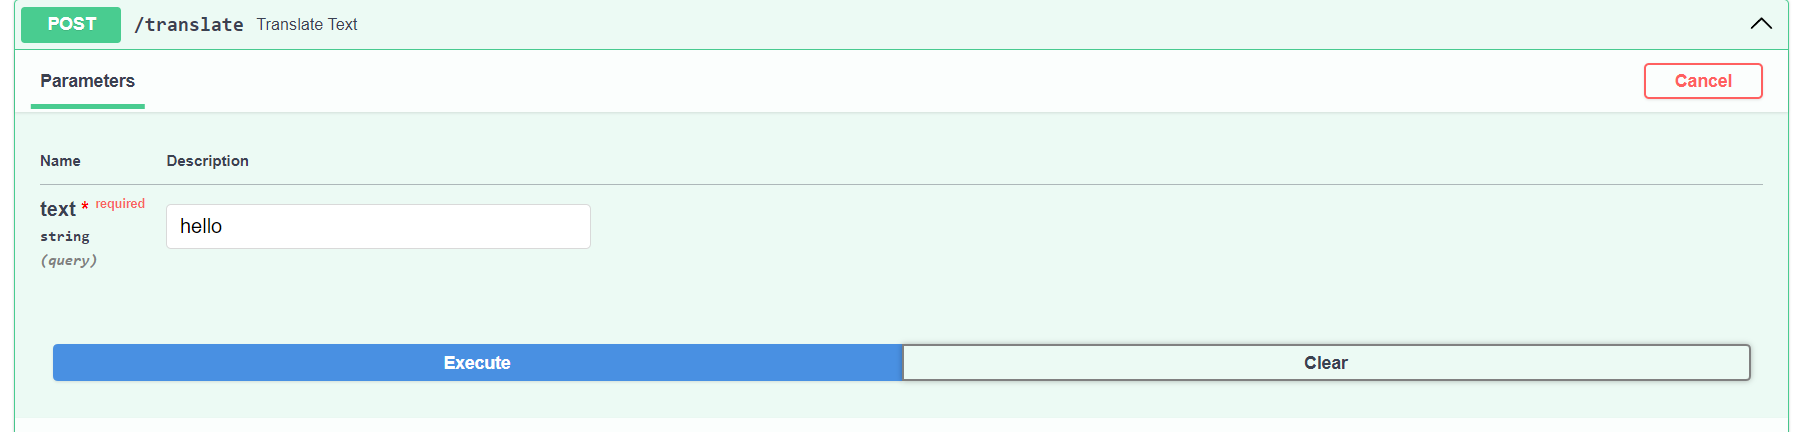 POST /translate Translate Text
Parameters
Cancel
Name Description
text * required
string
(query)
hello
Execute Clear